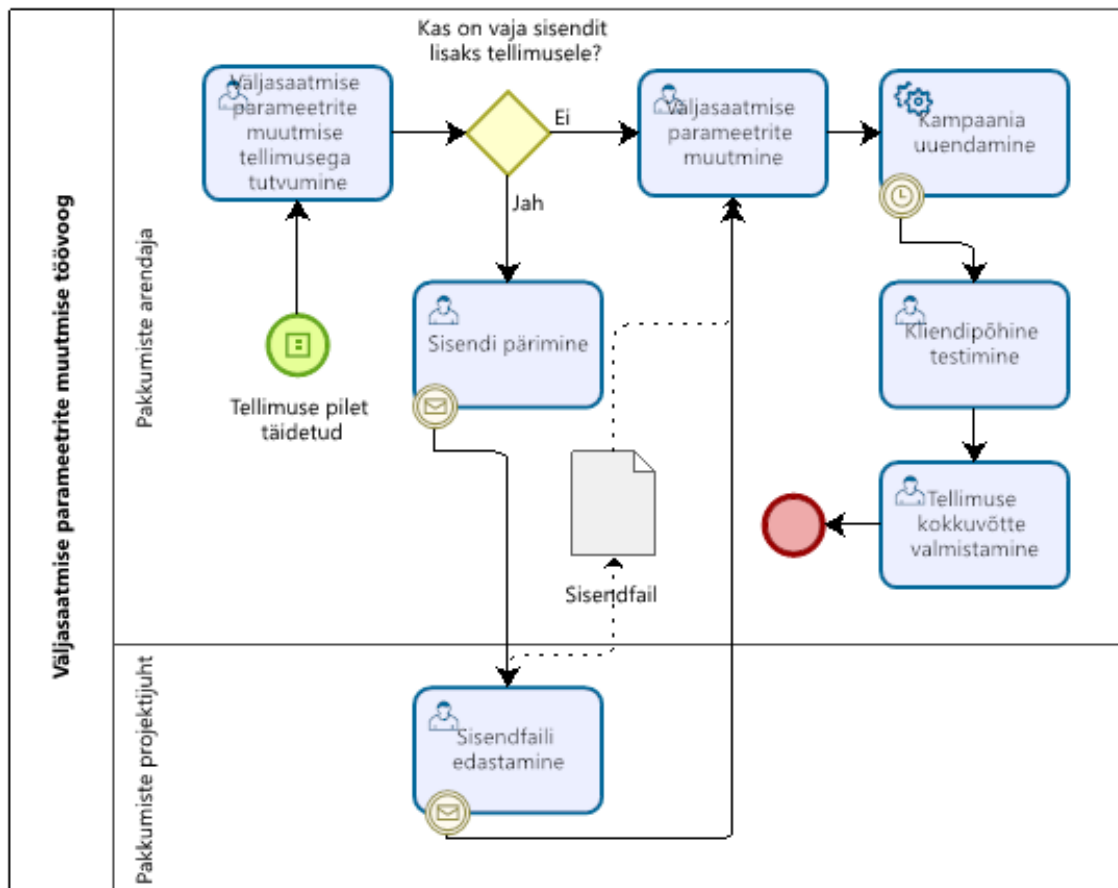 Väljasaatmise parameetrite muutmise töövoog
Pakkumiste arendaja
Kas on vaja sisendit
lisaks tellimusele?
Väljasaatmise
parameetrite
muutmise
tellimusega
tutvumine
Ei
Väljasaatmise
parameetrite
muutmine
Kampaania
uuendamine
Jah
Tellimuse pilet
täidetud
Sisendi pärimine
Kliendipõhine
testimine
Sisendfail
Tellimuse
kokkuvõtte
valmistamine
Pakkumiste projektijuht
Sisendfaili
edastamine